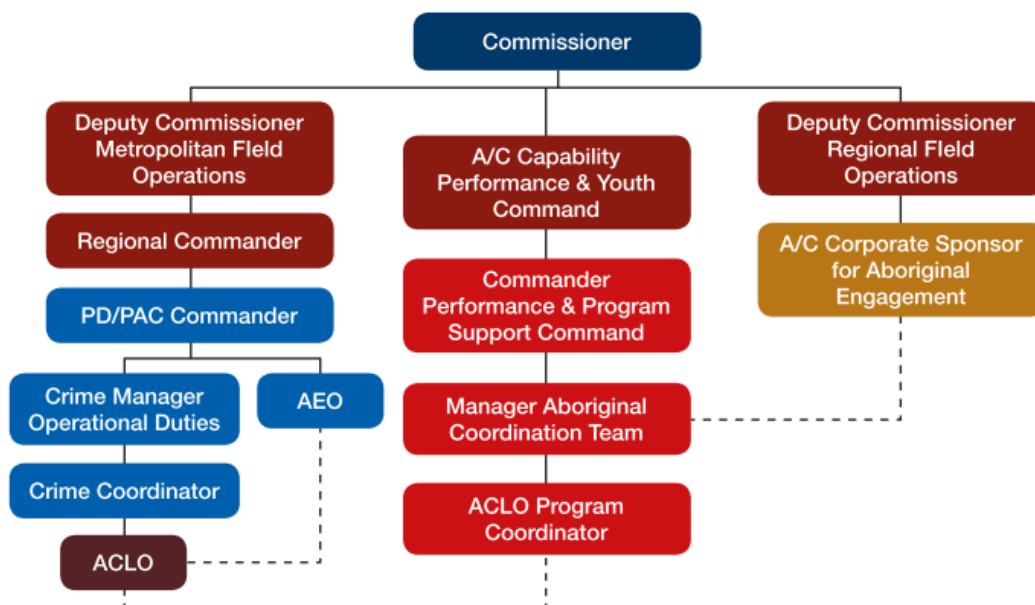 Commissioner
Deputy Commissioner
Metropolitan FIeld
Operations
Regional Commander
PD/PAC Commander
Crime Manager
Operational Duties
AEO
Crime Coordinator
ACLO
A/C Capability
Performance & Youth
Command
Commander
Performance & Program
Support Command
Manager Aboriginal
Coordination Team
ACLO Program
Coordinator
Deputy Commissioner
Regional FIeld
Operations
A/C Corporate Sponsor
for Aboriginal
Engagement